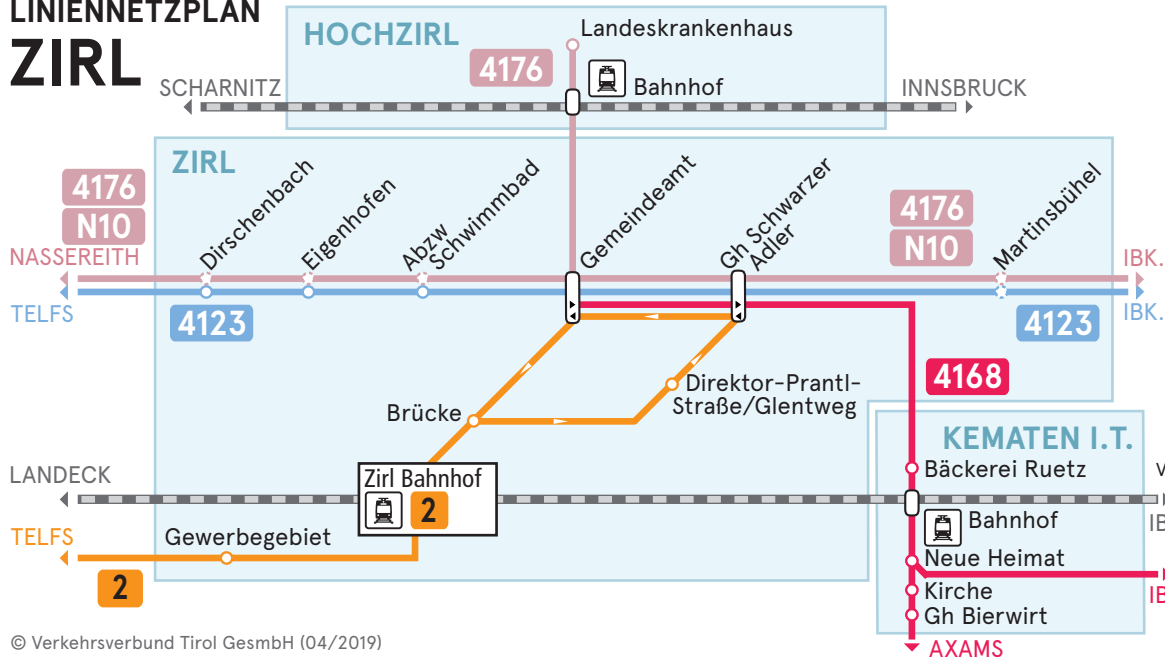 LINIENNETZPLAN
ZIRL
HOCHZIRL
Landeskrankenhaus
4176
Bahnhof
SCHARNITZ
INNSBRUCK
ZIRL
4176
N10
Dirschenbach
Eigenhofen
Abzw
Schwimmbad
Gemeindeamt
Gh Schwarzer
Adler
4176
N10
Martinsbühel
NASSEREITH
IBK.
TELFS
IBK.
4123
4123
4168
Direktor-Prantl-
Straße/Glentweg
Brücke
KEMATEN I.T.
Bäckerei Ruetz
LANDECK
Zirl Bahnhof
2
Bahnhof
TELFS
Gewerbegebiet
2
Neue Heimat
Kirche
Gh Bierwirt
AXAMS
© Verkehrsverbund Tirol GesmbH (04/2019)